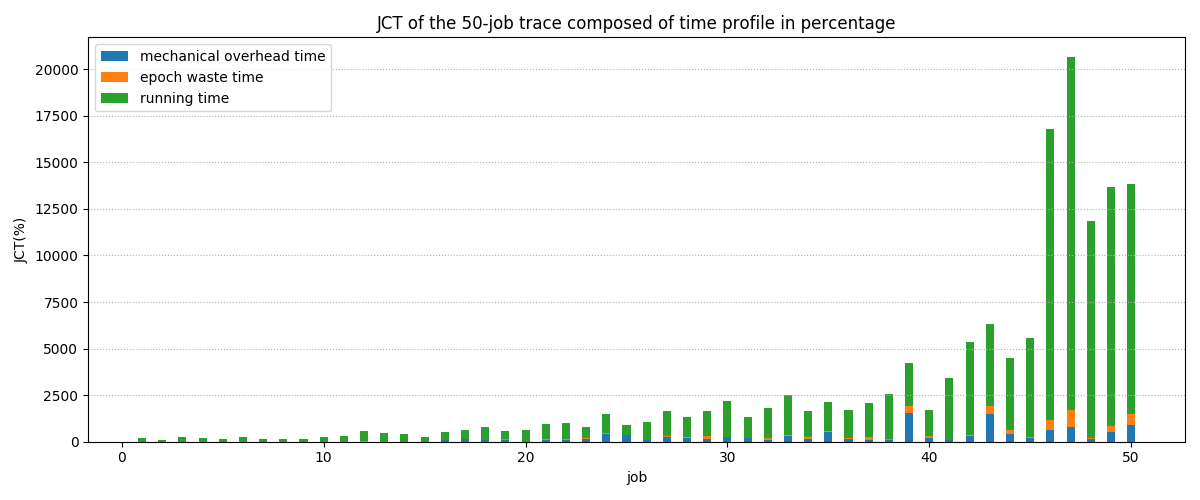 JCT of the 50-job trace composed of time profile in percentage
mechanical overhead time
epoch waste time
running time
20000
17500
15000
12500
10000
7500
5000
2500
0
JCT(%)
0 10 20 30 40 50
job